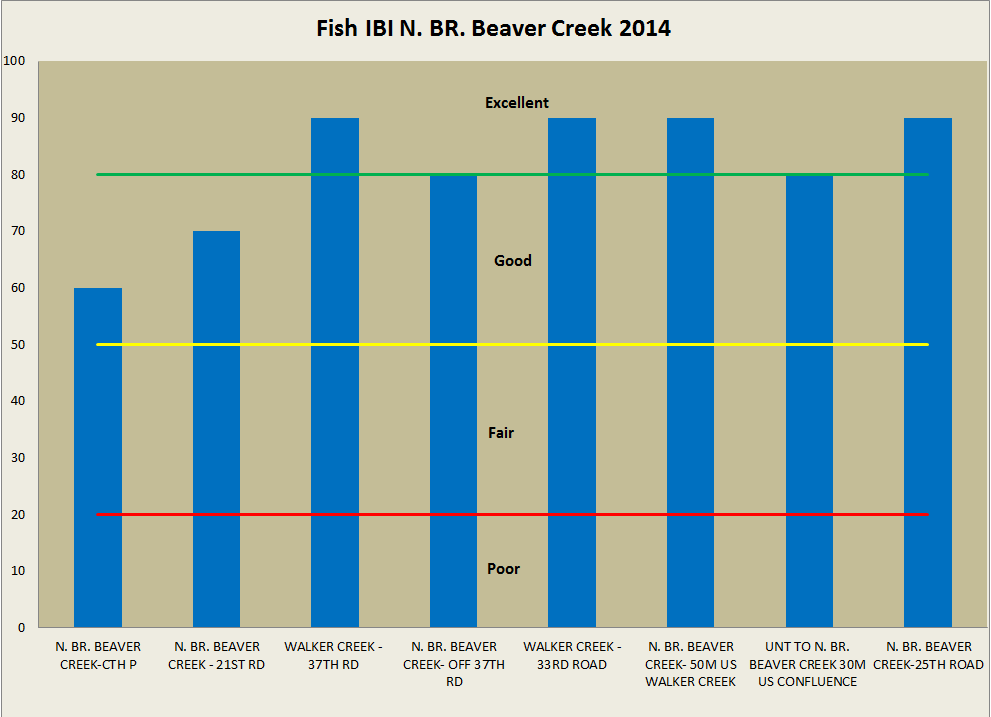 Fish IBI N. BR. Beaver Creek 2014
100
Excellent
90
80
70
Good
60
50
40
Fair
30
20
10
Poor
0
N. BR. BEAVER
CREEK-CTH P
N. BR. BEAVER
CREEK - 21ST RD
WALKER CREEK -
37TH RD
N. BR. BEAVER
CREEK- OFF 37TH
RD
WALKER CREEK -
33RD ROAD
N. BR. BEAVER
CREEK- 50M US
WALKER CREEK
UNT TO N. BR.
BEAVER CREEK 30M
US CONFLUENCE
N. BR. BEAVER
CREEK-25TH ROAD